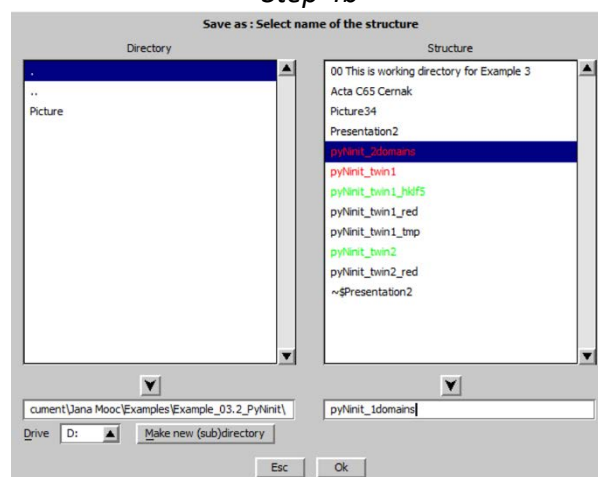 Step 4b
Save as : Select name of the structure
Directory
.
..
Picture
Structure
00 This is working directory for Example 3
Acta C65 Cernak
Picture34
Presentation2
pyNinit_2domains
pyNinit_twin1
pyNinit_twin1_hklf5
pyNinit_twin1_red
pyNinit_twin1_tmp
pyNinit_twin2
pyNinit_twin2_red
~$Presentation2
cument\Jana Mooc\Examples\Example_03.2_PyNinit\
pyNinit_1domains
Drive D: Make new (sub)directory
Esc Ok